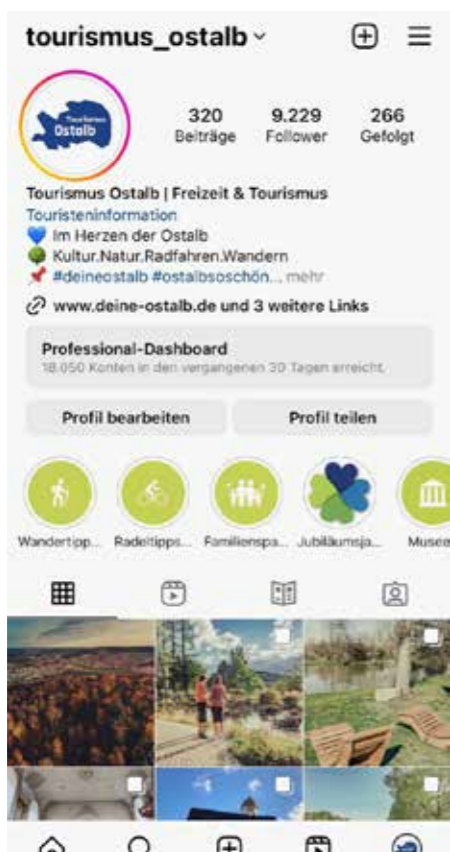 tourismus_ostalb
Tourismus
Ostalb
320 9.229 266
Beiträge Follower Gefolgt
Tourismus Ostalb | Freizeit & Tourismus
Touristeninformation
💙 Im Herzen der Ostalb
🌳 Kultur.Natur.Radfahren.Wandern
📌 #deineostalb #ostalbsoschön... mehr
www.deine-ostalb.de und 3 weitere Links
Professional-Dashboard
18.050 Konten in den vergangenen 30 Tagen erreicht.
Profil bearbeiten Profil teilen
Wandertipp... Radeltipps... Familienspa... Jubiläumsja... Musee